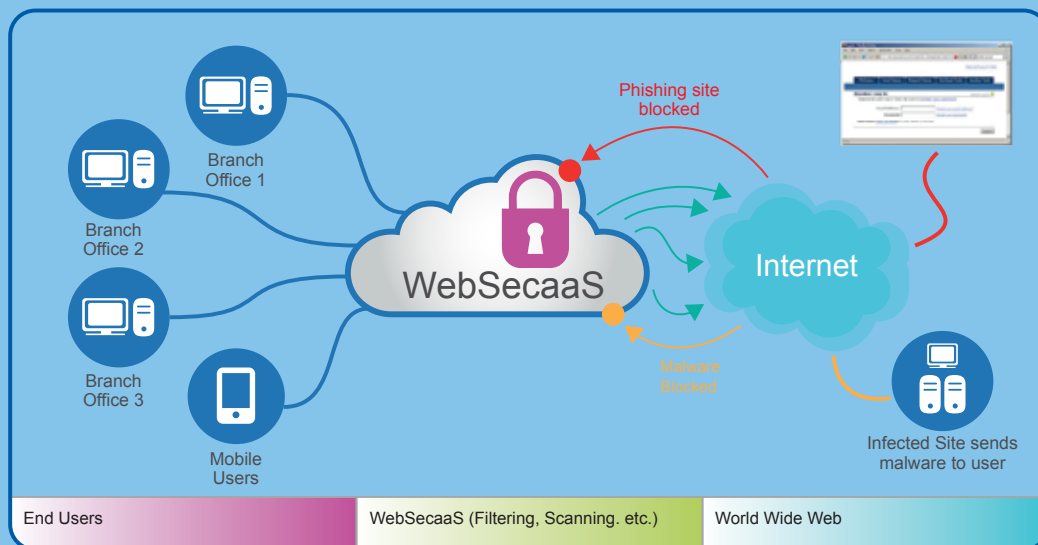 Phishing site
blocked
Branch
Office 1
Branch
Office 2
WebSecaaS
Internet
Branch
Office 3
Malware
Blocked
Mobile
Users
Infected Site sends
malware to user
End Users
WebSecaaS (Filtering, Scanning. etc.)
World Wide Web